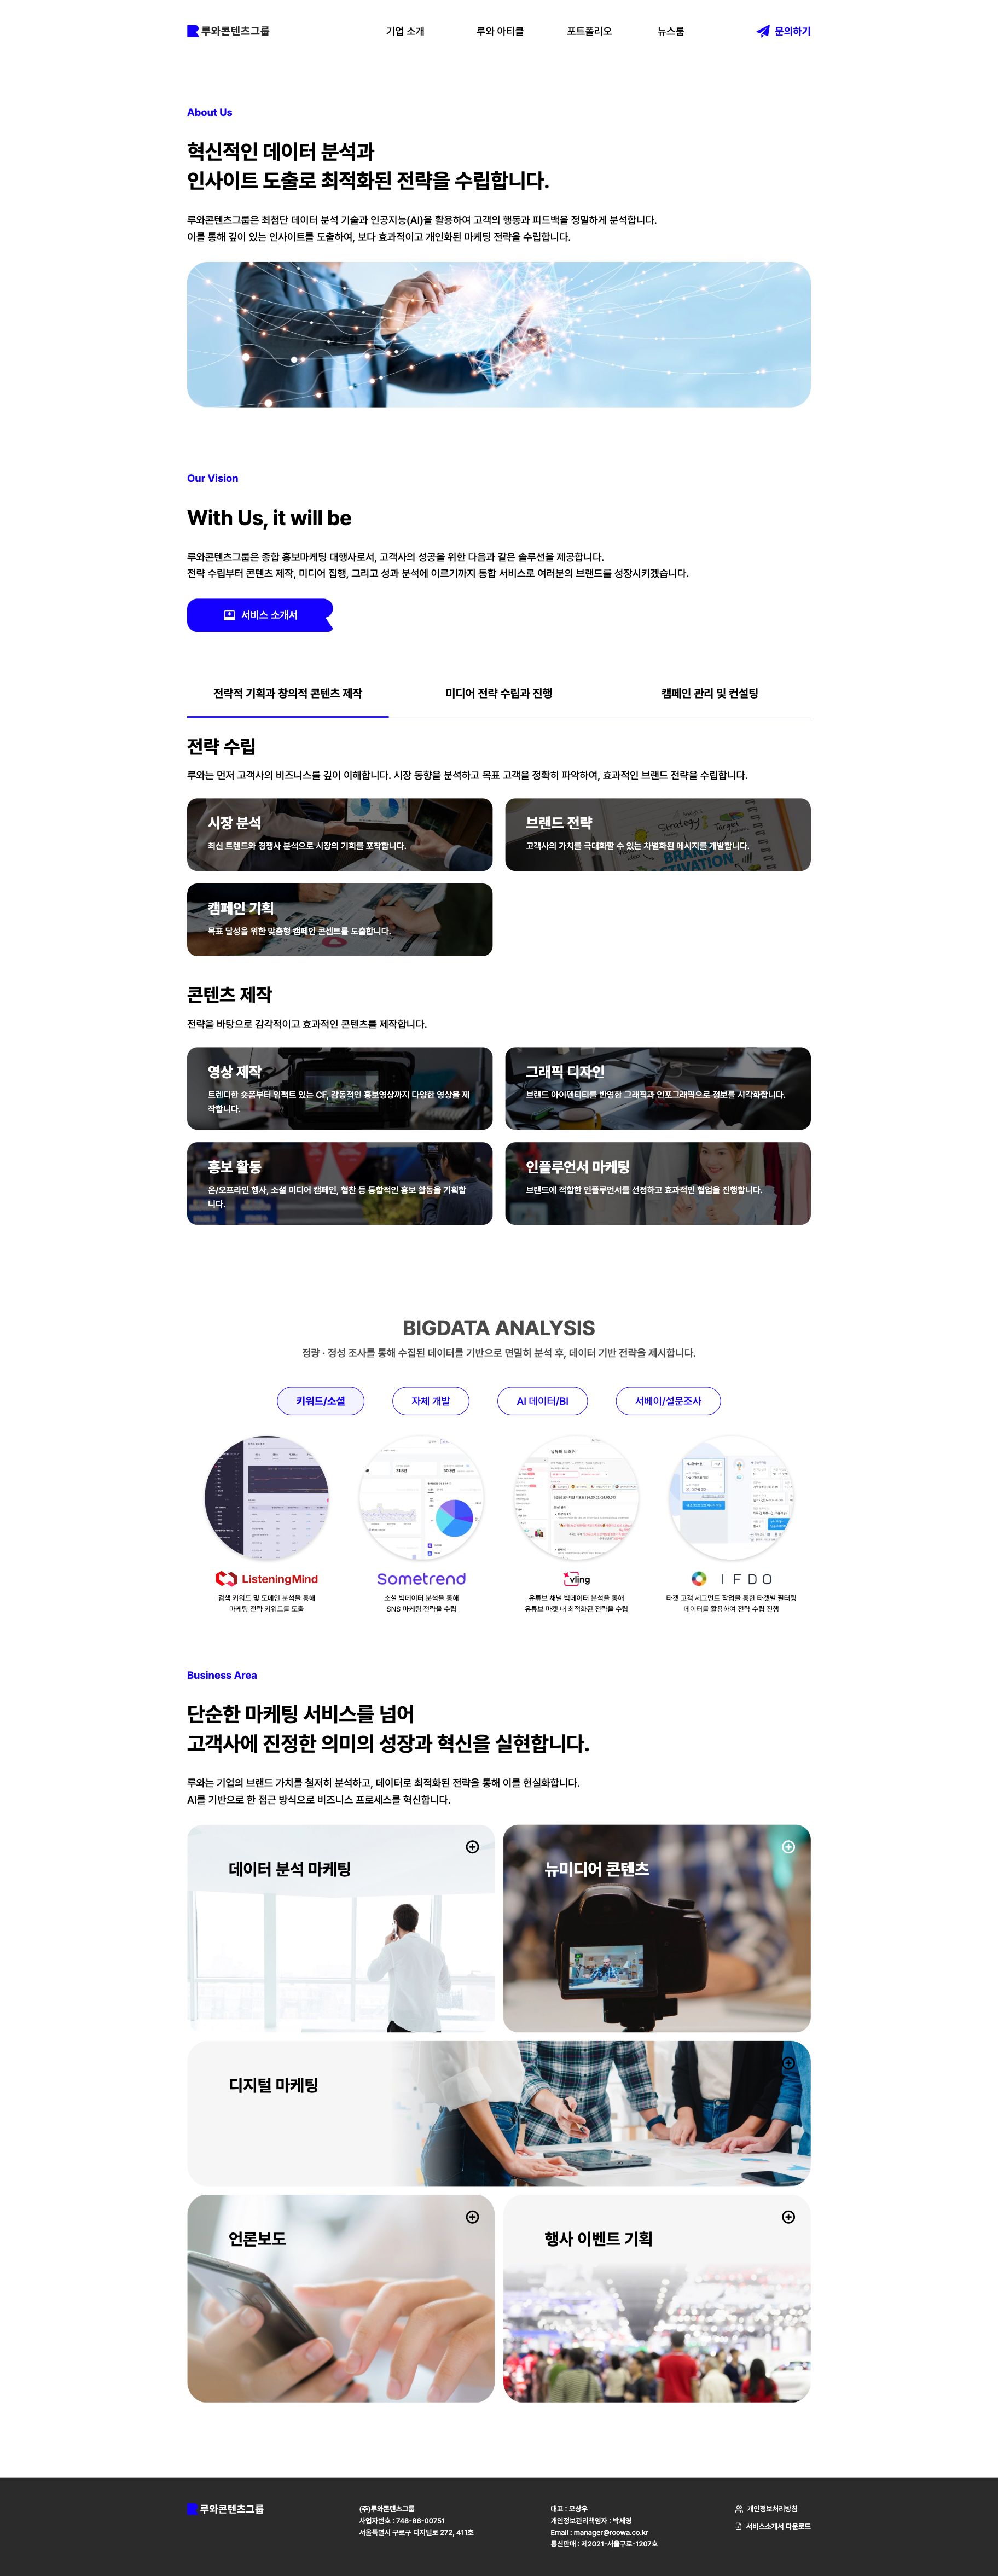 루와콘텐츠그룹
기업 소개
루와 아티클
포트폴리오
뉴스룸
문의하기
About Us
혁신적인 데이터 분석과
인사이트 도출로 최적화된 전략을 수립합니다.
루와콘텐츠그룹은 최첨단 데이터 분석 기술과 인공지능(AI)을 활용하여 고객의 행동과 피드백을 정밀하게 분석합니다.
이를 통해 깊이 있는 인사이트를 도출하여, 보다 효과적이고 개인화된 마케팅 전략을 수립합니다.
Our Vision
With Us, it will be
루와콘텐츠그룹은 종합 홍보마케팅 대행사로서, 고객사의 성공을 위한 다음과 같은 솔루션을 제공합니다.
전략 수립부터 콘텐츠 제작, 미디어 집행, 그리고 성과 분석에 이르기까지 통합 서비스로 여러분의 브랜드를 성장시키겠습니다.
서비스 소개서
전략적 기획과 창의적 콘텐츠 제작
미디어 전략 수립과 진행
캠페인 관리 및 컨설팅
전략 수립
루와는 먼저 고객사의 비즈니스를 깊이 이해합니다. 시장 동향을 분석하고 목표 고객을 정확히 파악하여, 효과적인 브랜드 전략을 수립합니다.
시장 분석
최신 트렌드와 경쟁사 분석으로 시장의 기회를 포착합니다.
브랜드 전략
고객사의 가치를 극대화할 수 있는 차별화된 메시지를 개발합니다.
Strategy
Target
BRAND
ACTIVATION
캠페인 기획
목표 달성을 위한 맞춤형 캠페인 콘셉트를 도출합니다.
콘텐츠 제작
전략을 바탕으로 감각적이고 효과적인 콘텐츠를 제작합니다.
영상 제작
트렌디한 숏폼부터 임팩트 있는 CF, 감동적인 홍보영상까지 다양한 영상을 제
작합니다.
그래픽 디자인
브랜드 아이덴티티를 반영한 그래픽과 인포그래픽으로 정보를 시각화합니다.
홍보 활동
온/오프라인 행사, 소셜 미디어 캠페인, 협찬 등 통합적인 홍보 활동을 기획합
니다.
인플루언서 마케팅
브랜드에 적합한 인플루언서를 선정하고 효과적인 협업을 진행합니다.
BIGDATA ANALYSIS
정량 · 정성 조사를 통해 수집된 데이터를 기반으로 면밀히 분석 후, 데이터 기반 전략을 제시합니다.
키워드/소셜
자체 개발
AI 데이터/BI
서베이/설문조사
유튜버 트래커
ListeningMind
검색 키워드 및 도메인 분석을 통해
마케팅 전략 키워드를 도출
Sometrend
소셜 빅데이터 분석을 통해
SNS 마케팅 전략을 수립
vling
유튜브 채널 빅데이터 분석을 통해
유튜브 마켓 내 최적화된 전략을 수립
IFDO
타겟 고객 세그먼트 작업을 통한 타겟별 필터링
데이터를 활용하여 전략 수립 진행
Business Area
단순한 마케팅 서비스를 넘어
고객사에 진정한 의미의 성장과 혁신을 실현합니다.
루와는 기업의 브랜드 가치를 철저히 분석하고, 데이터로 최적화된 전략을 통해 이를 현실화합니다.
AI를 기반으로 한 접근 방식으로 비즈니스 프로세스를 혁신합니다.
데이터 분석 마케팅
뉴미디어 콘텐츠
디지털 마케팅
언론보도
행사 이벤트 기획
루와콘텐츠그룹
(주)루와콘텐츠그룹
사업자번호 : 748-86-00751
서울특별시 구로구 디지털로 272, 411호
대표 : 모상우
개인정보관리책임자 : 박세영
Email : manager@roowa.co.kr
통신판매 : 제2021-서울구로-1207호
개인정보처리방침
서비스소개서 다운로드